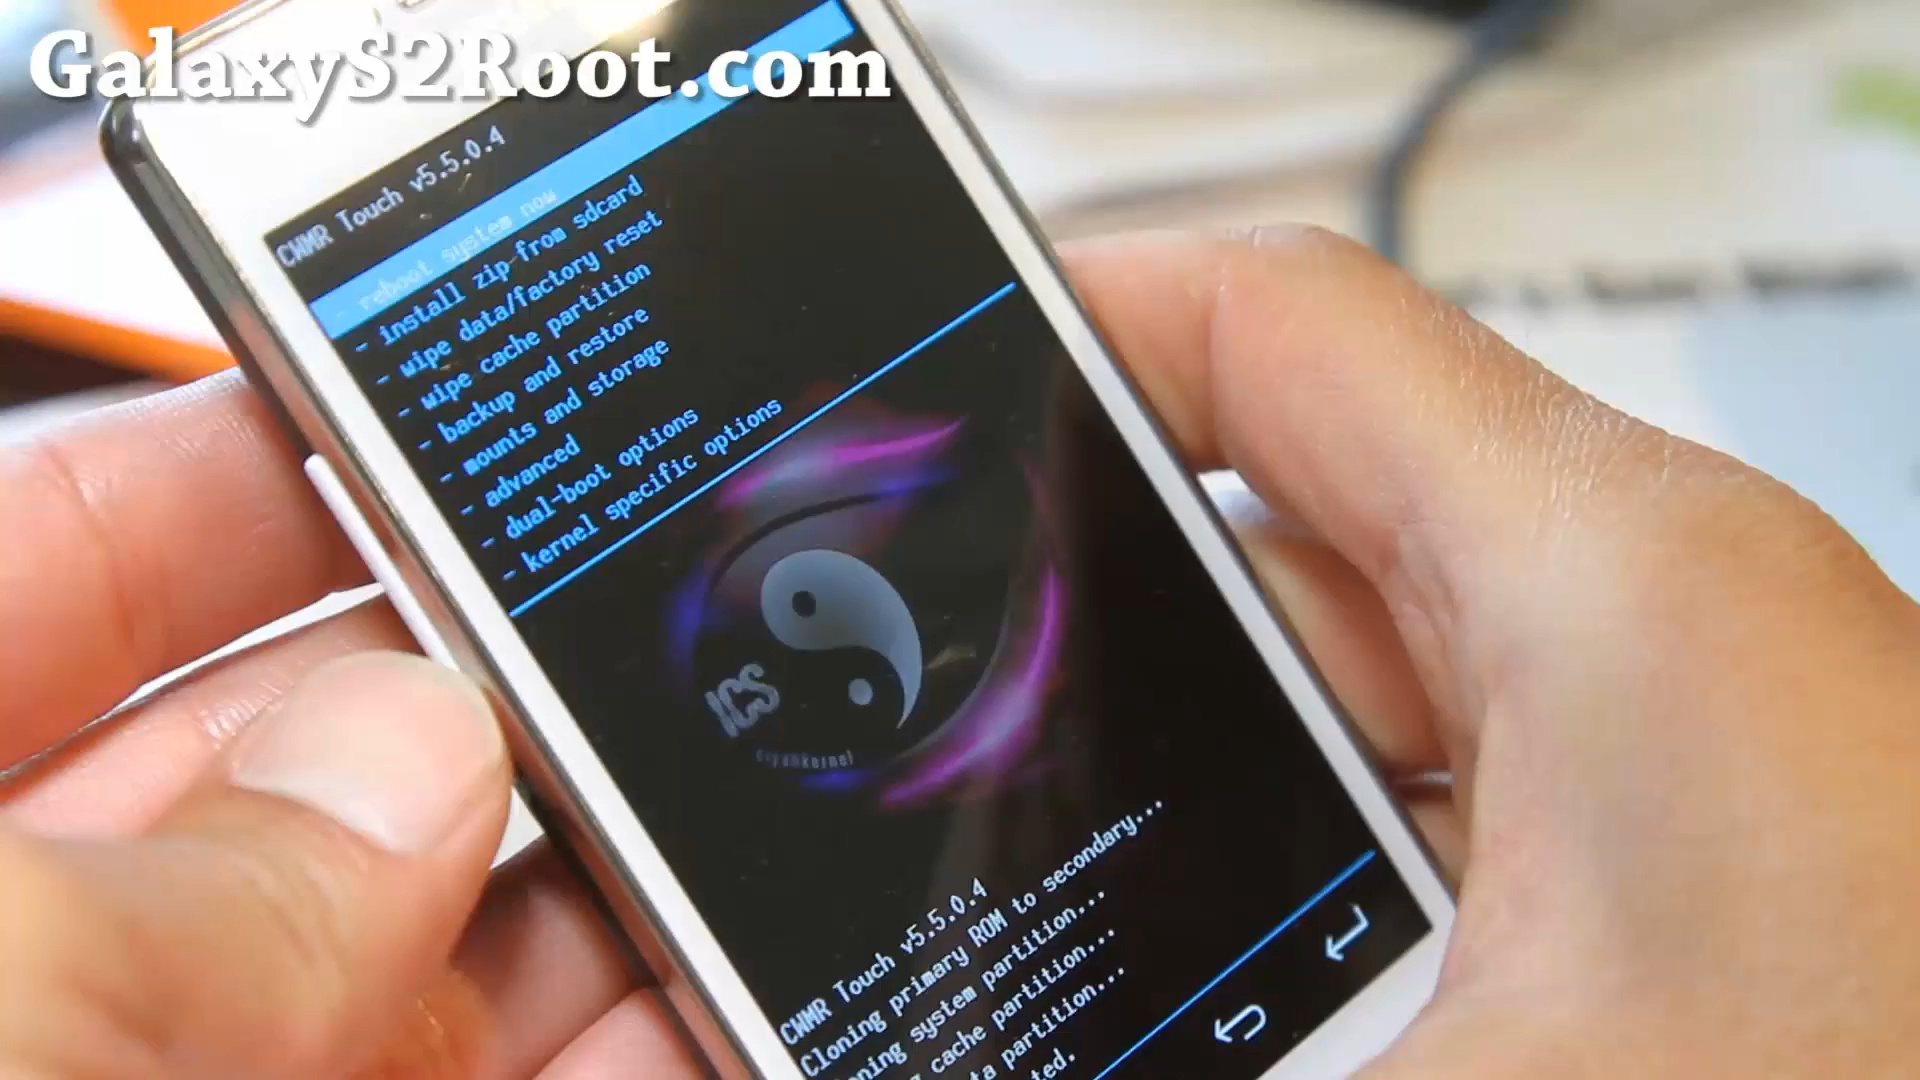 GalaxyS2Root.com
CWMR Touch v5.5.0.4
- reboot system now
- install zip from sdcard
- wipe data/factory reset
- wipe cache partition
- backup and restore
- mounts and storage
- advanced
- dual-boot options
- kernel specific options
ICS
CWMR Touch v5.5.0.4
Cloning primary ROM to secondary...
system partition...
cache partition...
partition...